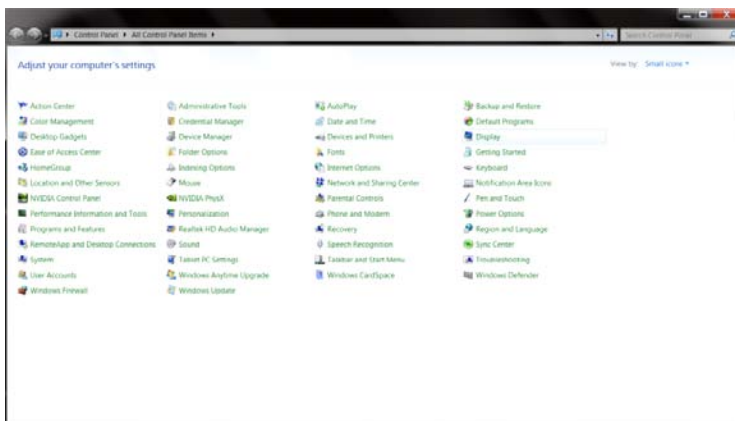 Control Panel ▸ All Control Panel Items ▸ Search Control Panel
Adjust your computer's settings View by: Small icons
Action Center Administrative Tools AutoPlay Backup and Restore
Color Management Credential Manager Date and Time Default Programs
Desktop Gadgets Device Manager Devices and Printers Display
Ease of Access Center Folder Options Fonts Getting Started
HomeGroup Indexing Options Internet Options Keyboard
Location and Other Sensors Mouse Network and Sharing Center Notification Area Icons
NVIDIA Control Panel NVIDIA PhysX Parental Controls Pen and Touch
Performance Information and Tools Personalization Phone and Modem Power Options
Programs and Features Realtek HD Audio Manager Recovery Region and Language
RemoteApp and Desktop Connections Sound Speech Recognition Sync Center
System Tablet PC Settings Taskbar and Start Menu Troubleshooting
User Accounts Windows Anytime Upgrade Windows CardSpace Windows Defender
Windows Firewall Windows Update